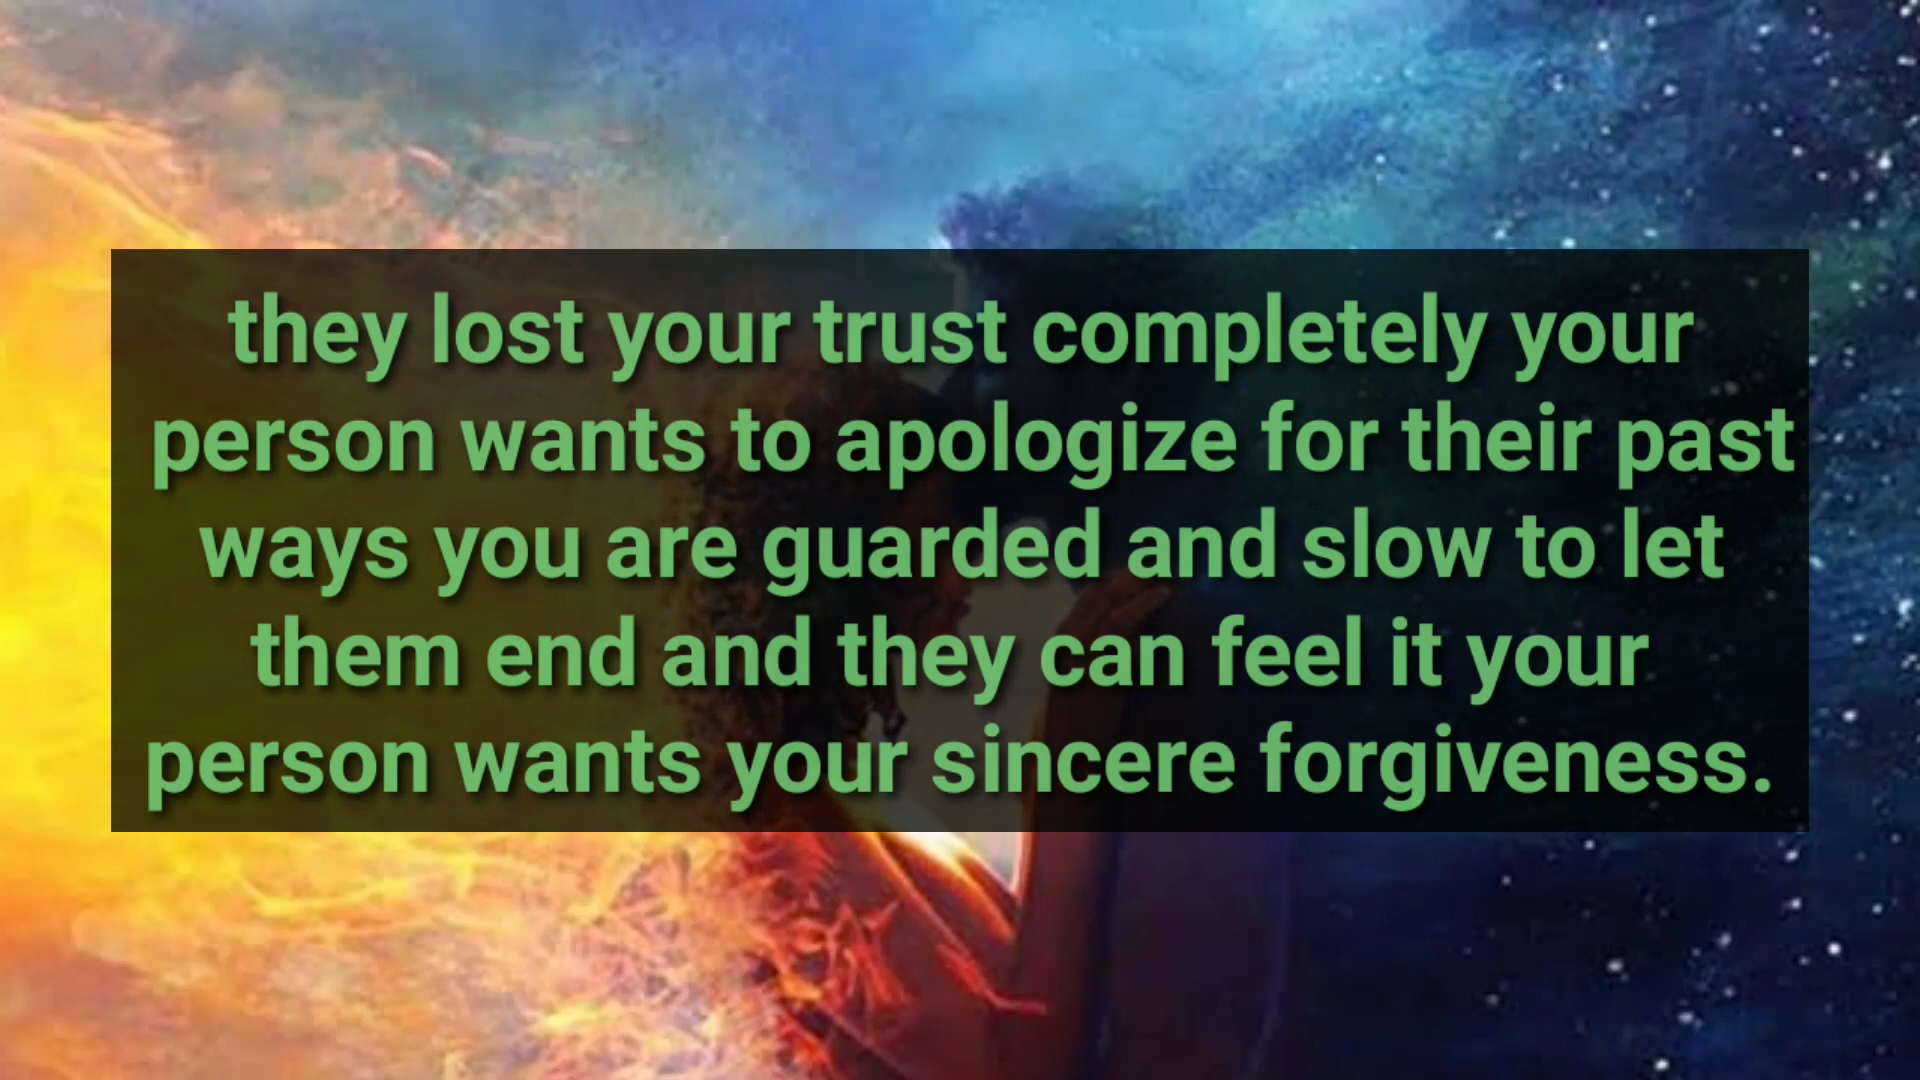 they lost your trust completely your
person wants to apologize for their past
ways you are guarded and slow to let
them end and they can feel it your
person wants your sincere forgiveness.